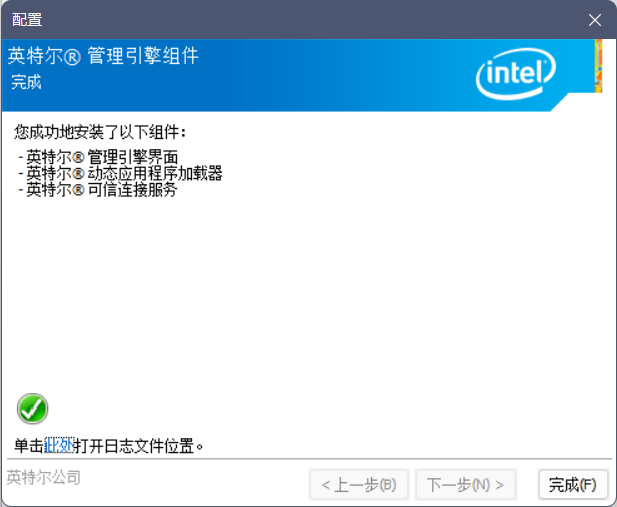 配置
英特尔® 管理引擎组件
完成
intel
您成功地安装了以下组件：
- 英特尔® 管理引擎界面
- 英特尔® 动态应用程序加载器
- 英特尔® 可信连接服务
单击此处打开日志文件位置。
英特尔公司
< 上一步(B)
下一步(N) >
完成(F)